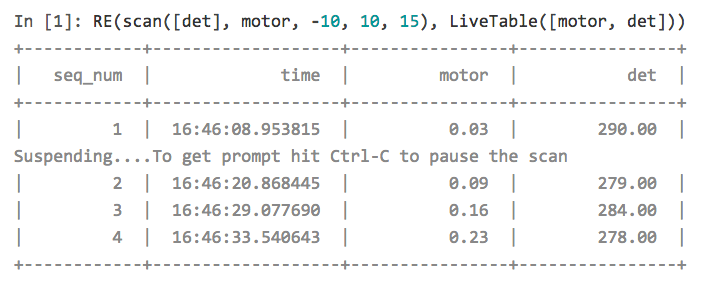 In [1]: RE(scan([det], motor, -10, 10, 15), LiveTable([motor, det]))
+------------+-------------------+----------------+----------------+
|   seq_num  |             time  |         motor  |           det  |
+------------+-------------------+----------------+----------------+
|         1  |  16:46:08.953815  |          0.03  |        290.00  |
Suspending....To get prompt hit Ctrl-C to pause the scan
|         2  |  16:46:20.868445  |          0.09  |        279.00  |
|         3  |  16:46:29.077690  |          0.16  |        284.00  |
|         4  |  16:46:33.540643  |          0.23  |        278.00  |
+------------+-------------------+----------------+----------------+